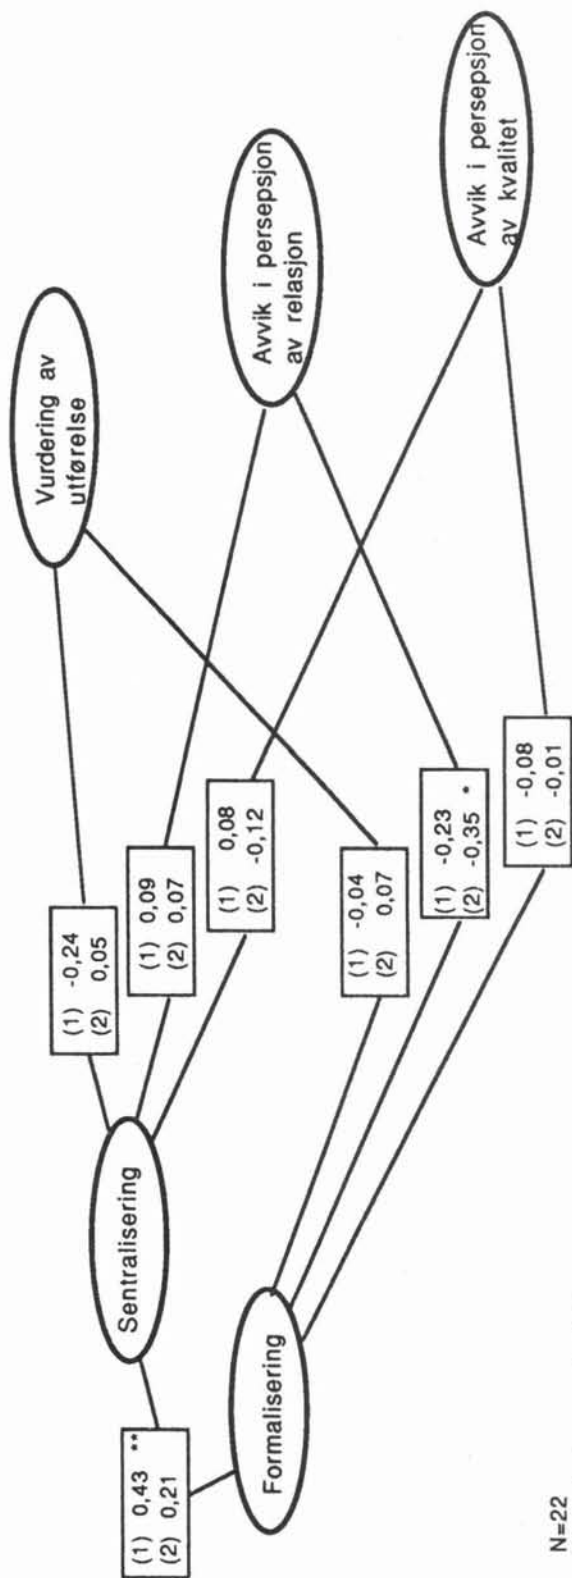 Vurdering av
utførelse
Avvik i persepsjon
av relasjon
Avvik i persepsjon
av kvalitet
(1) -0,24
(2) 0,05
(1) 0,09
(2) 0,07
(1) 0,08
(2) -0,12
(1) -0,04
(2) 0,07
(1) -0,23
(2) -0,35 *
(1) -0,08
(2) -0,01
Sentralisering
Formalisering
(1) 0,43 **
(2) 0,21
N=22